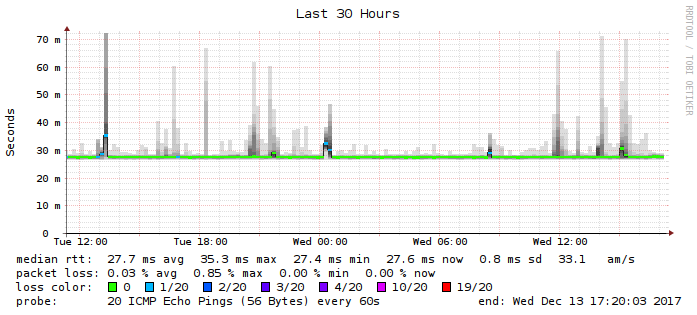 Last 30 Hours
RRDTOOL / TOBI OETIKER
Seconds
70 m
60 m
50 m
40 m
30 m
20 m
10 m
0
Tue 12:00 Tue 18:00 Wed 00:00 Wed 06:00 Wed 12:00
median rtt: 27.7 ms avg 35.3 ms max 27.4 ms min 27.6 ms now 0.8 ms sd 33.1 am/s
packet loss: 0.03 % avg 0.85 % max 0.00 % min 0.00 % now
loss color: 0 1/20 2/20 3/20 4/20 10/20 19/20
probe: 20 ICMP Echo Pings (56 Bytes) every 60s end: Wed Dec 13 17:20:03 2017